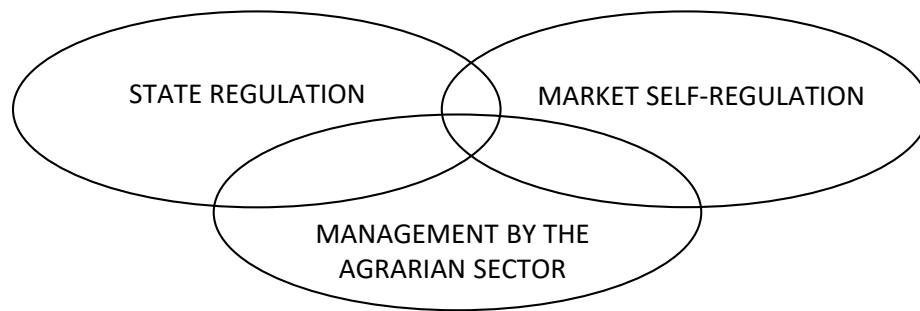 STATE REGULATION
MARKET SELF-REGULATION
MANAGEMENT BY THE
AGRARIAN SECTOR